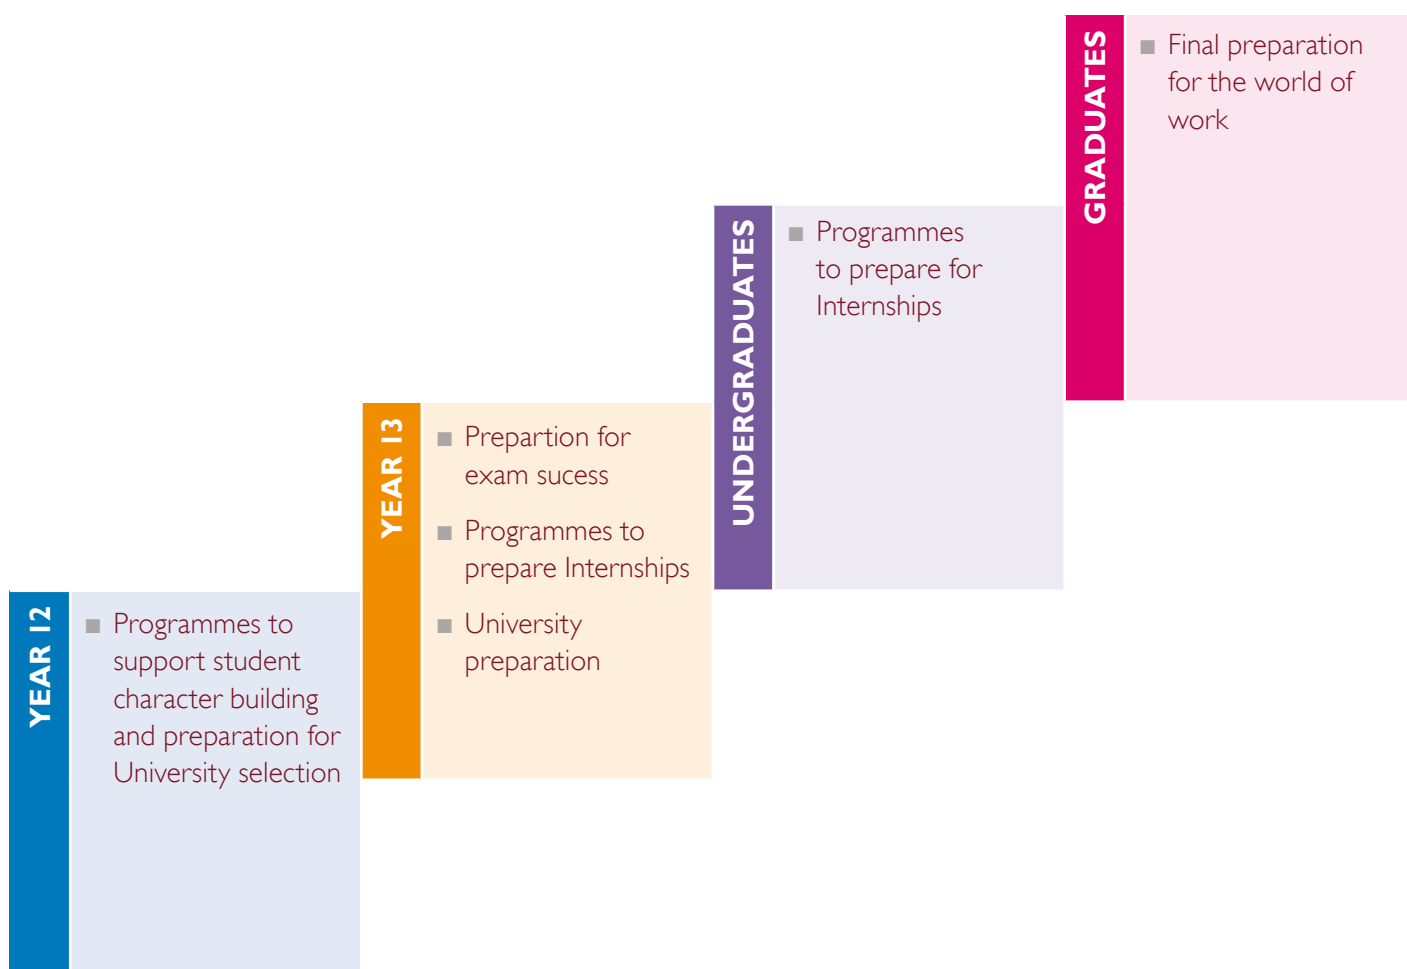 YEAR 12
Programmes to
support student
character building
and preparation for
University selection
YEAR 13
Prepartion for
exam sucess
Programmes to
prepare Internships
University
preparation
UNDERGRADUATES
Programmes
to prepare for
Internships
GRADUATES
Final preparation
for the world of
work